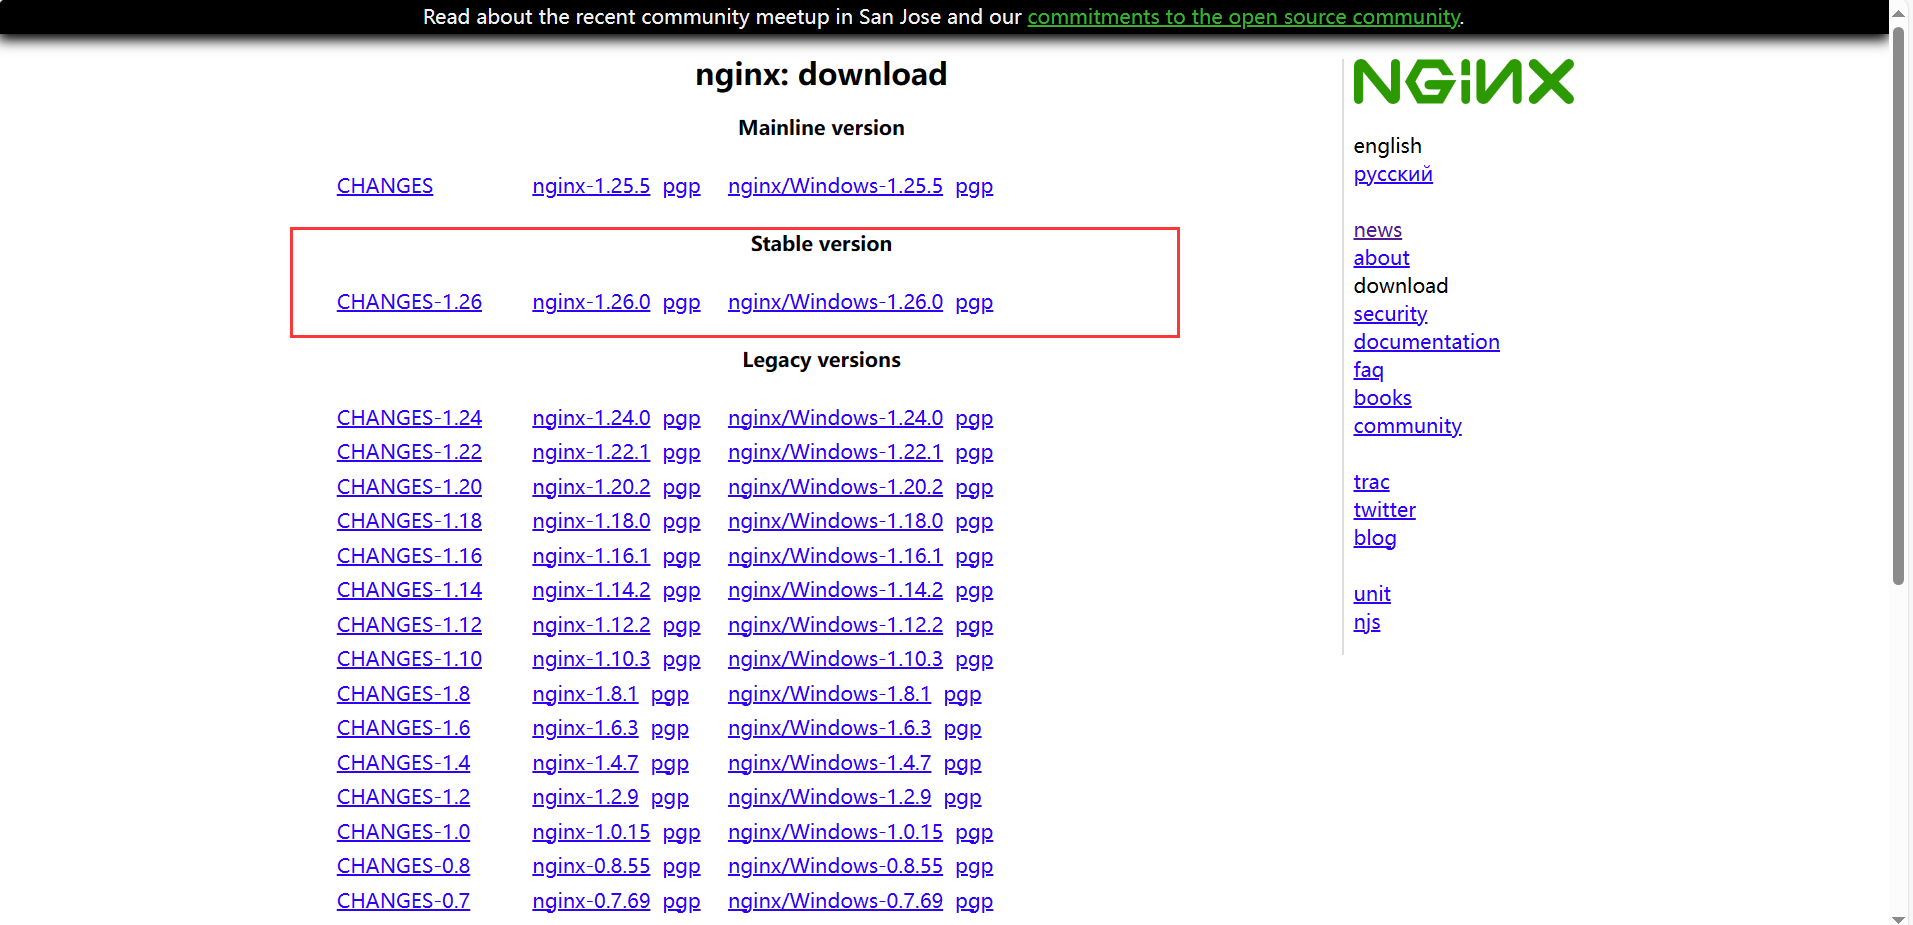 Read about the recent community meetup in San Jose and our commitments to the open source community.
nginx: download
Mainline version
CHANGES nginx-1.25.5 pgp nginx/Windows-1.25.5 pgp
Stable version
CHANGES-1.26 nginx-1.26.0 pgp nginx/Windows-1.26.0 pgp
Legacy versions
CHANGES-1.24 nginx-1.24.0 pgp nginx/Windows-1.24.0 pgp
CHANGES-1.22 nginx-1.22.1 pgp nginx/Windows-1.22.1 pgp
CHANGES-1.20 nginx-1.20.2 pgp nginx/Windows-1.20.2 pgp
CHANGES-1.18 nginx-1.18.0 pgp nginx/Windows-1.18.0 pgp
CHANGES-1.16 nginx-1.16.1 pgp nginx/Windows-1.16.1 pgp
CHANGES-1.14 nginx-1.14.2 pgp nginx/Windows-1.14.2 pgp
CHANGES-1.12 nginx-1.12.2 pgp nginx/Windows-1.12.2 pgp
CHANGES-1.10 nginx-1.10.3 pgp nginx/Windows-1.10.3 pgp
CHANGES-1.8 nginx-1.8.1 pgp nginx/Windows-1.8.1 pgp
CHANGES-1.6 nginx-1.6.3 pgp nginx/Windows-1.6.3 pgp
CHANGES-1.4 nginx-1.4.7 pgp nginx/Windows-1.4.7 pgp
CHANGES-1.2 nginx-1.2.9 pgp nginx/Windows-1.2.9 pgp
CHANGES-1.0 nginx-1.0.15 pgp nginx/Windows-1.0.15 pgp
CHANGES-0.8 nginx-0.8.55 pgp nginx/Windows-0.8.55 pgp
CHANGES-0.7 nginx-0.7.69 pgp nginx/Windows-0.7.69 pgp
NGiNX
english
русский
news
about
download
security
documentation
faq
books
community
trac
twitter
blog
unit
njs